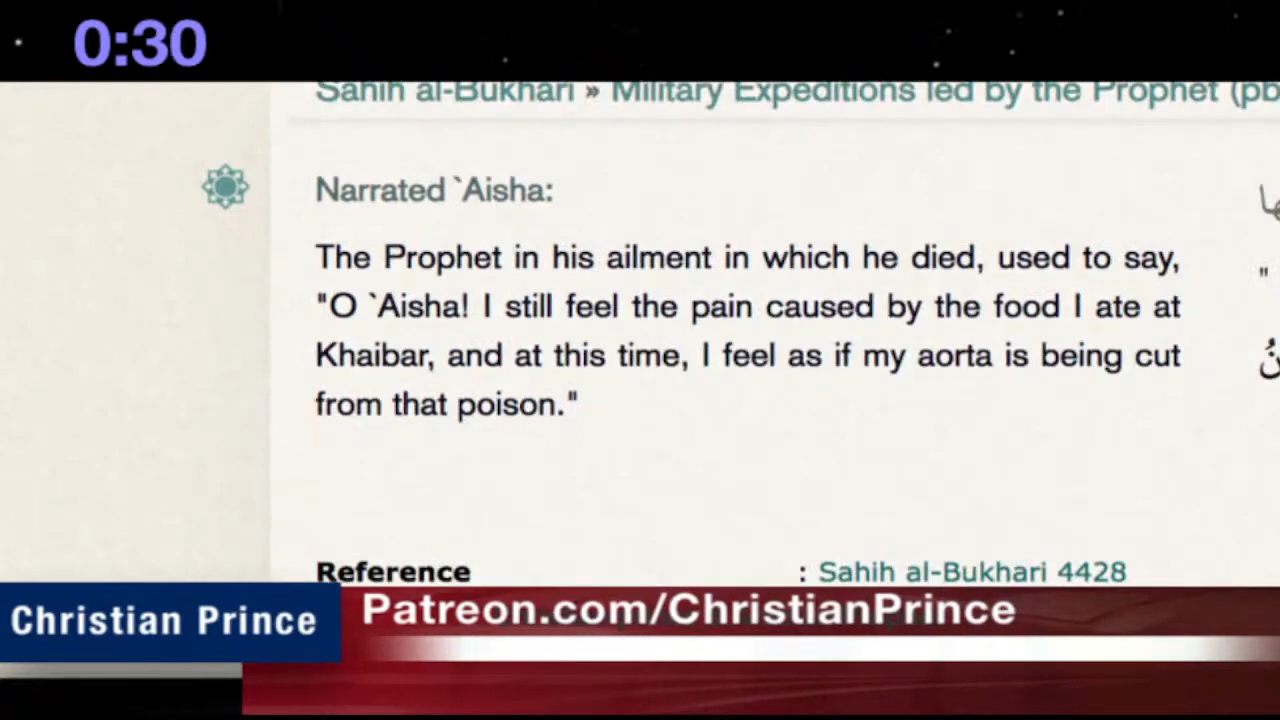 0:30
Sahih al-Bukhari » Military Expeditions led by the Prophet (pb
Narrated `Aisha:
The Prophet in his ailment in which he died, used to say,
"O `Aisha! I still feel the pain caused by the food I ate at
Khaibar, and at this time, I feel as if my aorta is being cut
from that poison."
"
Reference : Sahih al-Bukhari 4428
Christian Prince
Patreon.com/ChristianPrince